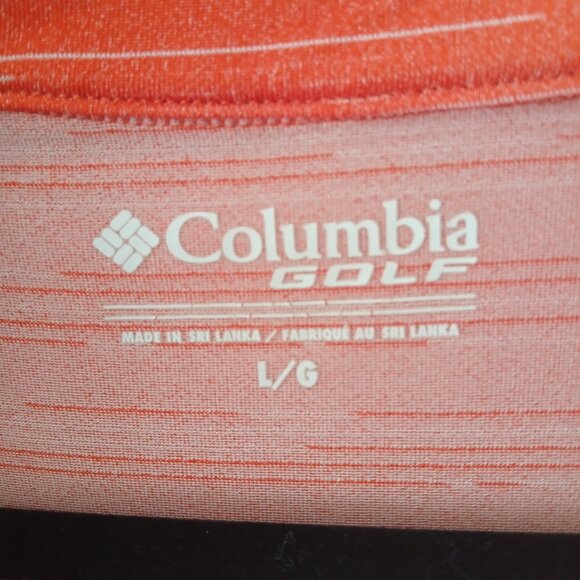 Columbia
GOLF
MADE IN SRI LANKA / FABRIQUÉ AU SRI LANKA
L/G